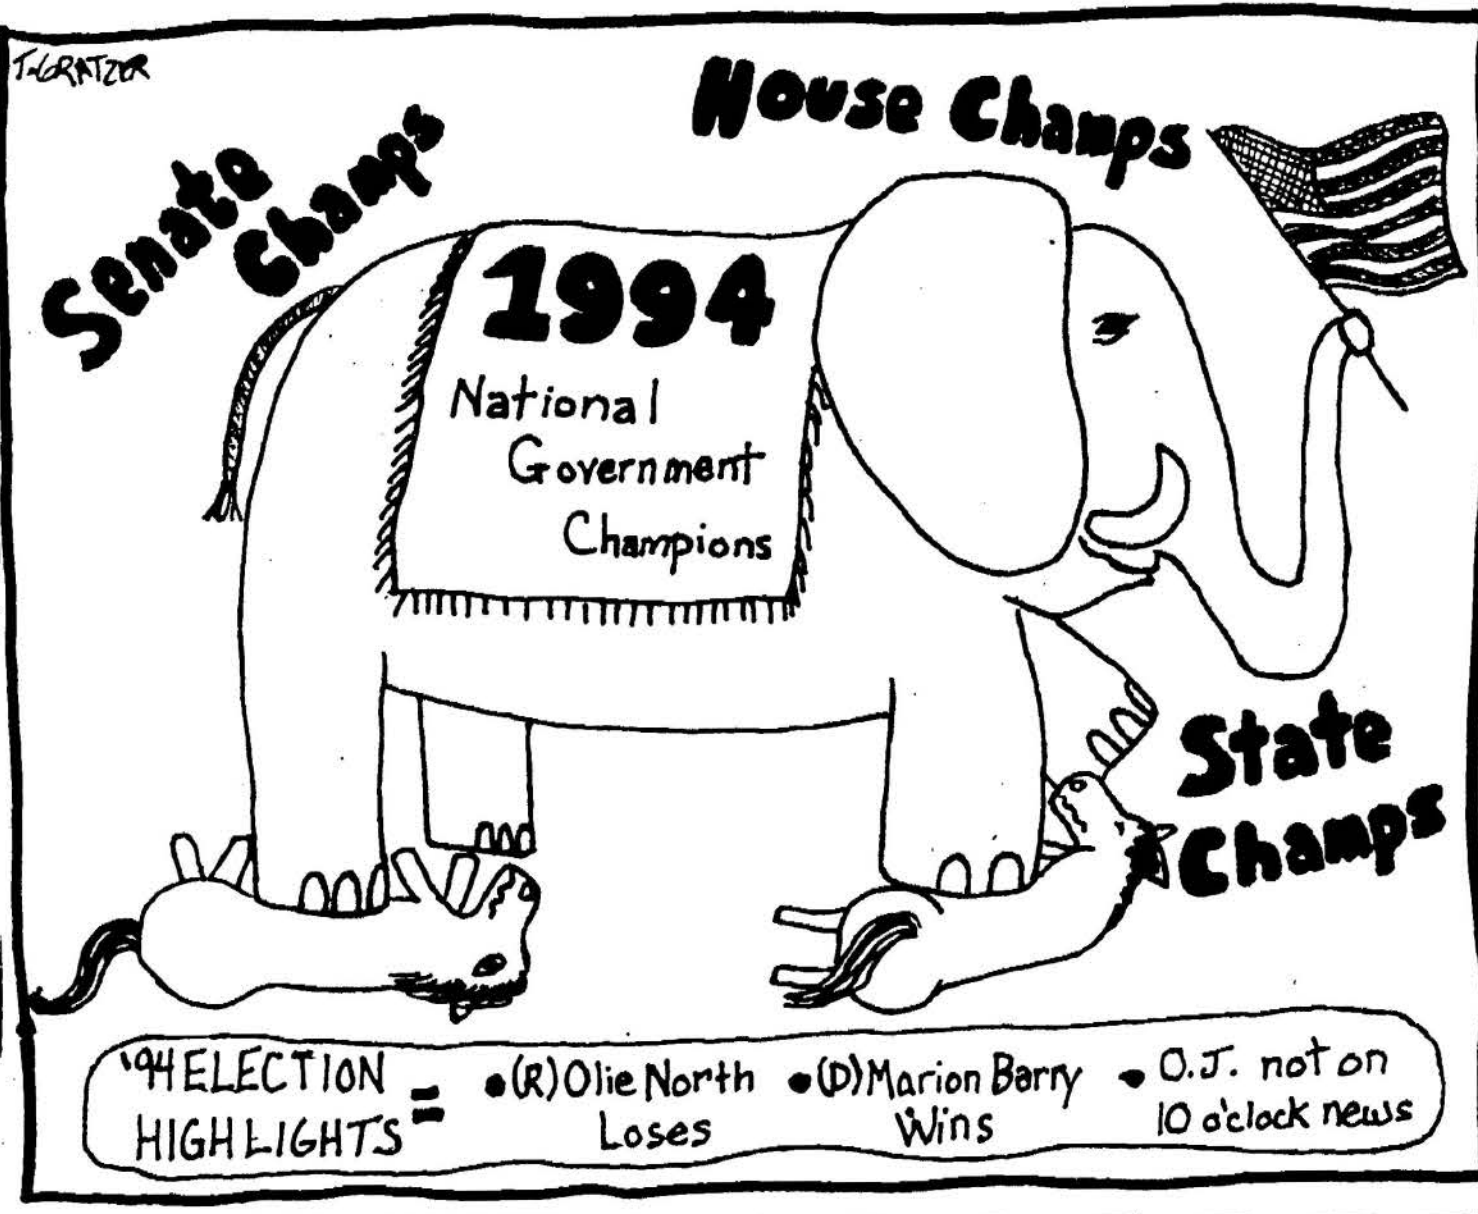 T. GRATZER
House Champs
Senate
Champs
1994
National
Government
Champions
State
Champs
'94 ELECTION
HIGHLIGHTS =
• (R) Olie North
Loses
• (D) Marion Barry
Wins
• O.J. not on
10 o'clock news